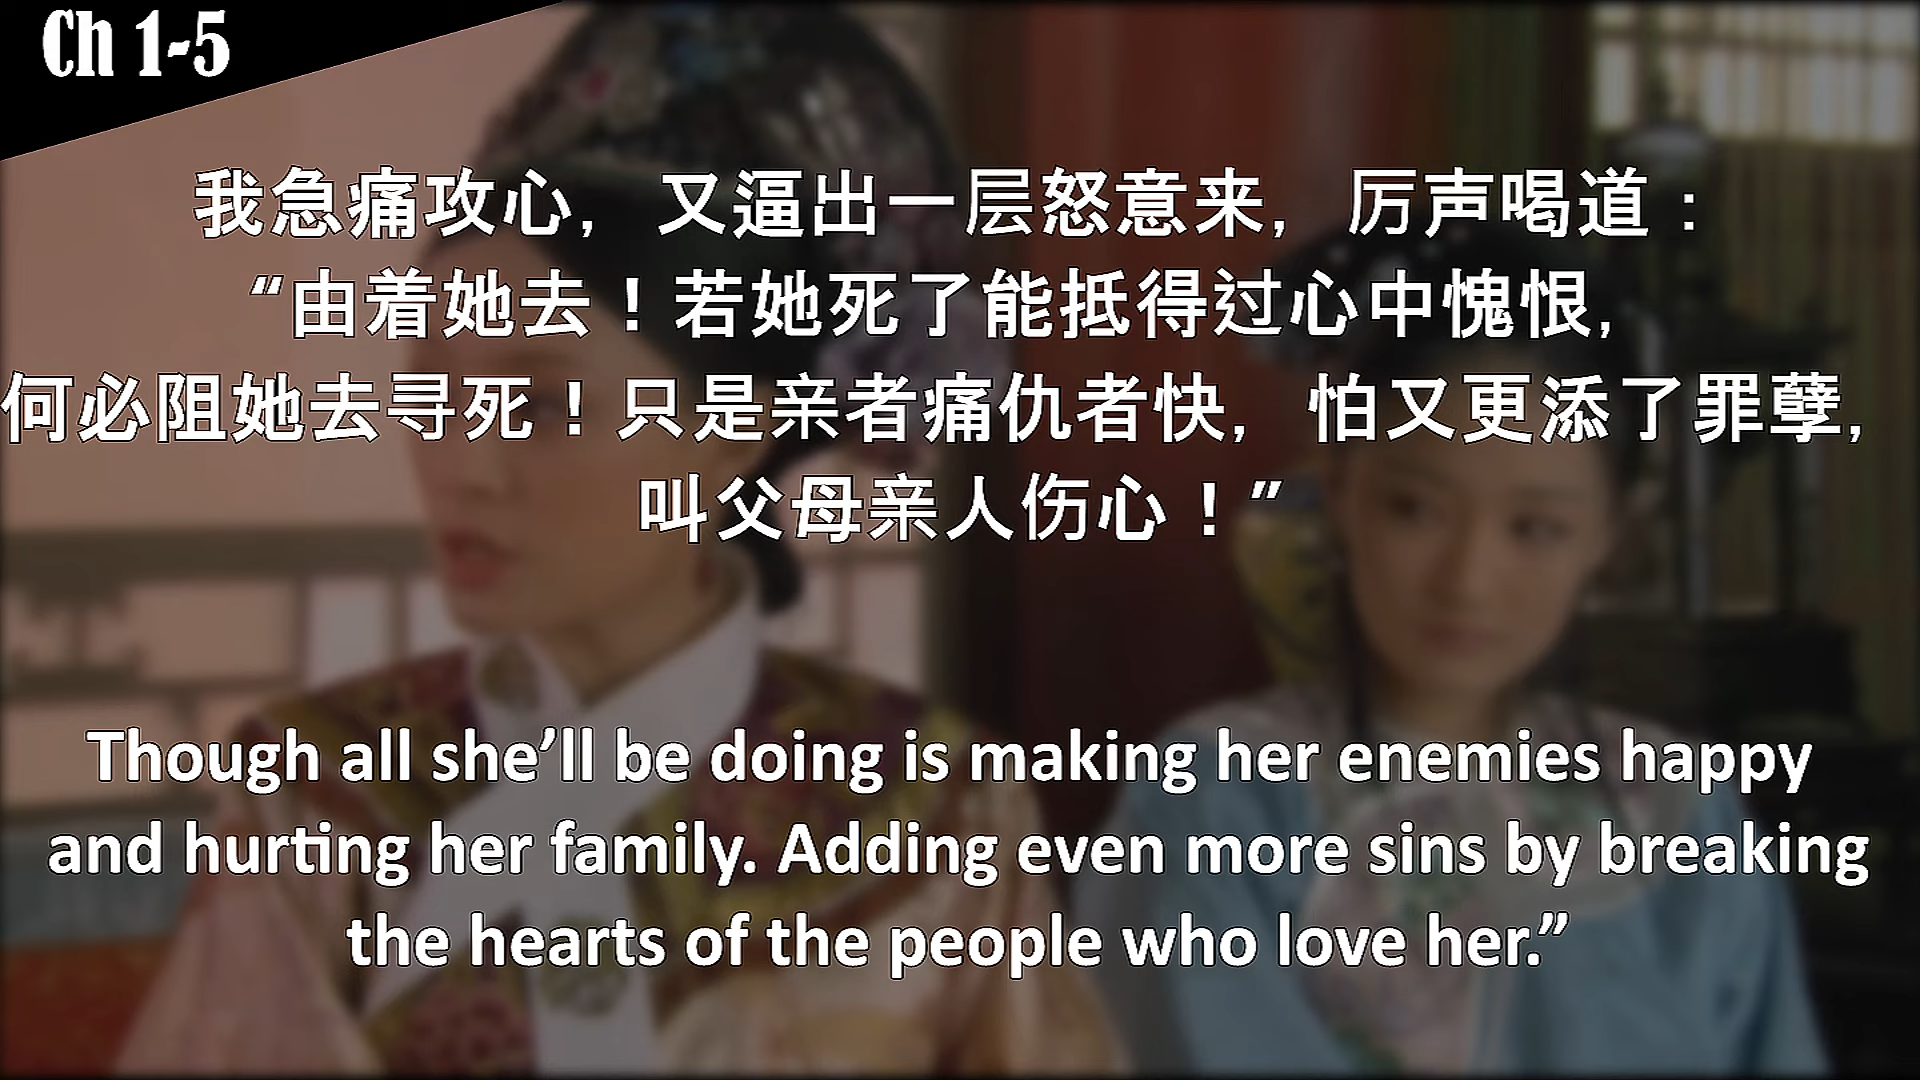 Ch 1-5
我急痛攻心，又逼出一层怒意来，厉声喝道：
“由着她去！若她死了能抵得过心中愧恨，
何必阻她去寻死！只是亲者痛仇者快，怕又更添了罪孽，
叫父母亲人伤心！”
Though all she’ll be doing is making her enemies happy
and hurting her family. Adding even more sins by breaking
the hearts of the people who love her.”